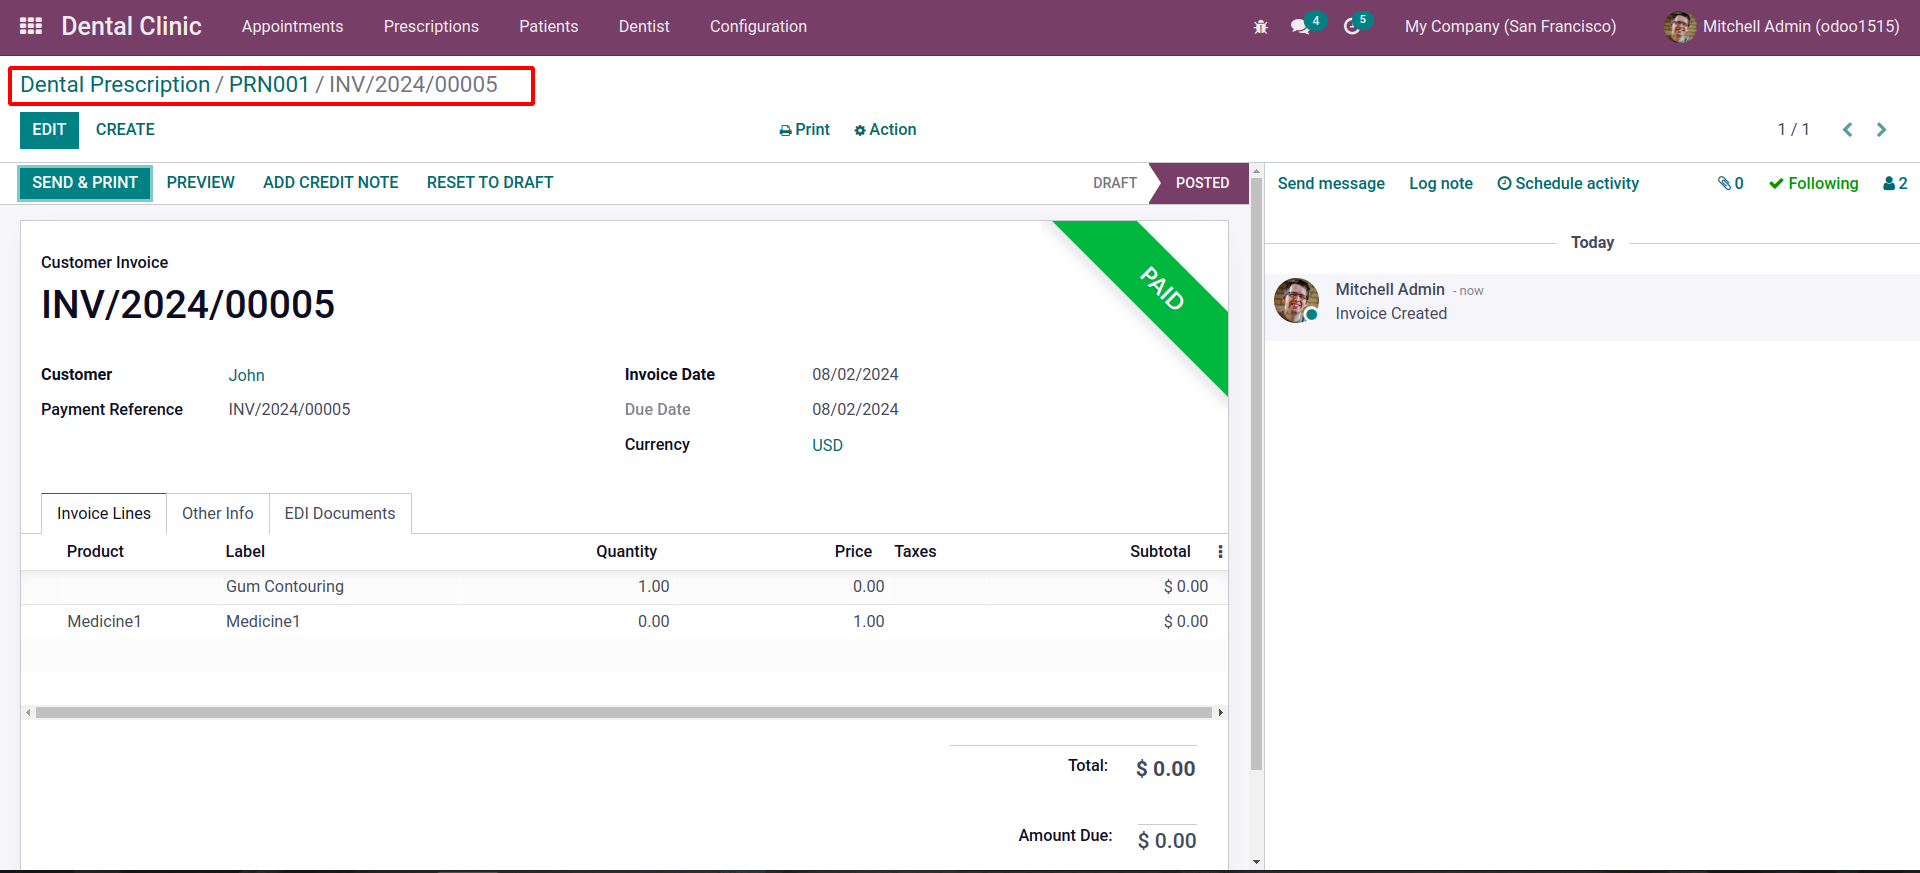 Dental Clinic Appointments Prescriptions Patients Dentist Configuration 4 5 My Company (San Francisco) Mitchell Admin (odoo1515)
Dental Prescription / PRN001 / INV/2024/00005
EDIT CREATE Print Action 1 / 1
SEND & PRINT PREVIEW ADD CREDIT NOTE RESET TO DRAFT DRAFT POSTED
Send message Log note Schedule activity 0 Following 2
Today
Mitchell Admin - now
Invoice Created
PAID
Customer Invoice
INV/2024/00005
Customer John Invoice Date 08/02/2024
Payment Reference INV/2024/00005 Due Date 08/02/2024
Currency USD
Invoice Lines Other Info EDI Documents
Product Label Quantity Price Taxes Subtotal
Gum Contouring 1.00 0.00 $ 0.00
Medicine1 Medicine1 0.00 1.00 $ 0.00
Total: $ 0.00
Amount Due: $ 0.00